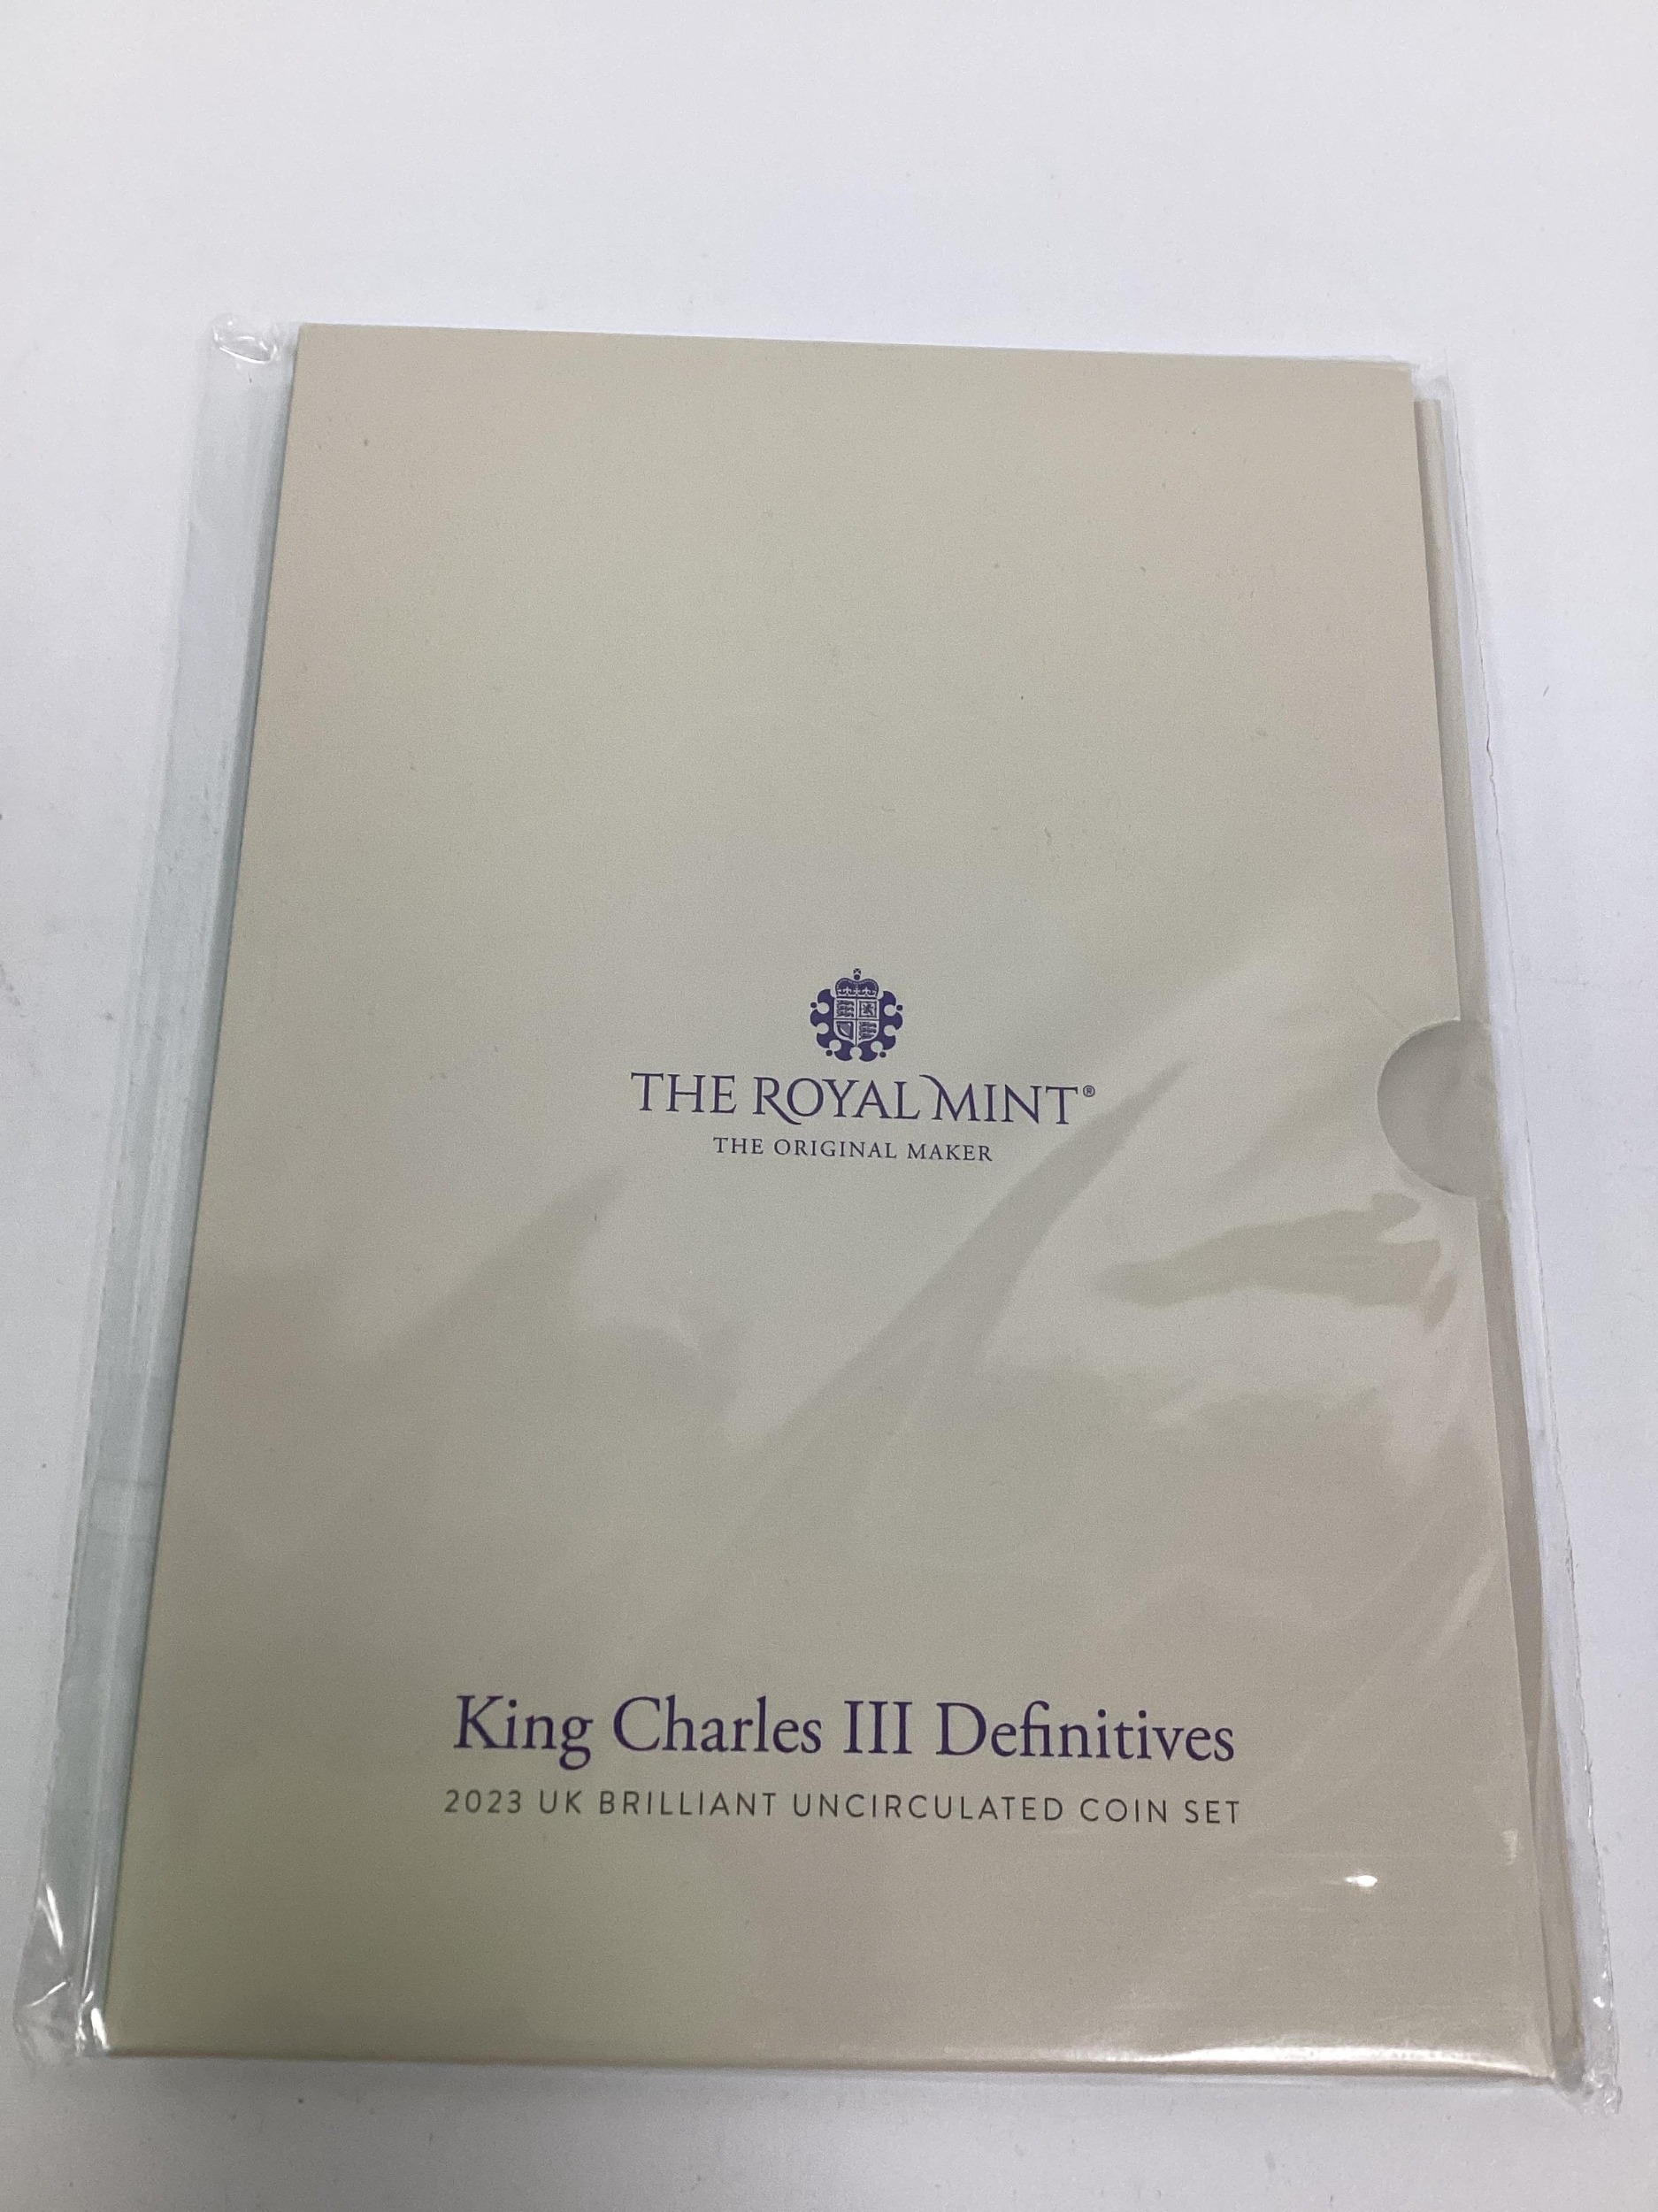 THE ROYAL MINT®
THE ORIGINAL MAKER
King Charles III Definitives
2023 UK BRILLIANT UNCIRCULATED COIN SET